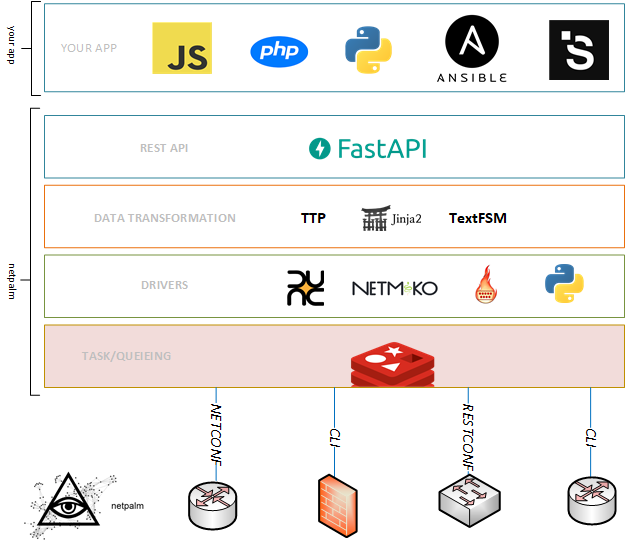 your app
YOUR APP
JS
php
ANSIBLE
S
netpalm
REST API
FastAPI
DATA TRANSFORMATION
TTP
Jinja2
TextFSM
DRIVERS
NETMIKO
TASK/QUEIEING
NETCONF
CLI
RESTCONF
CLI
netpalm